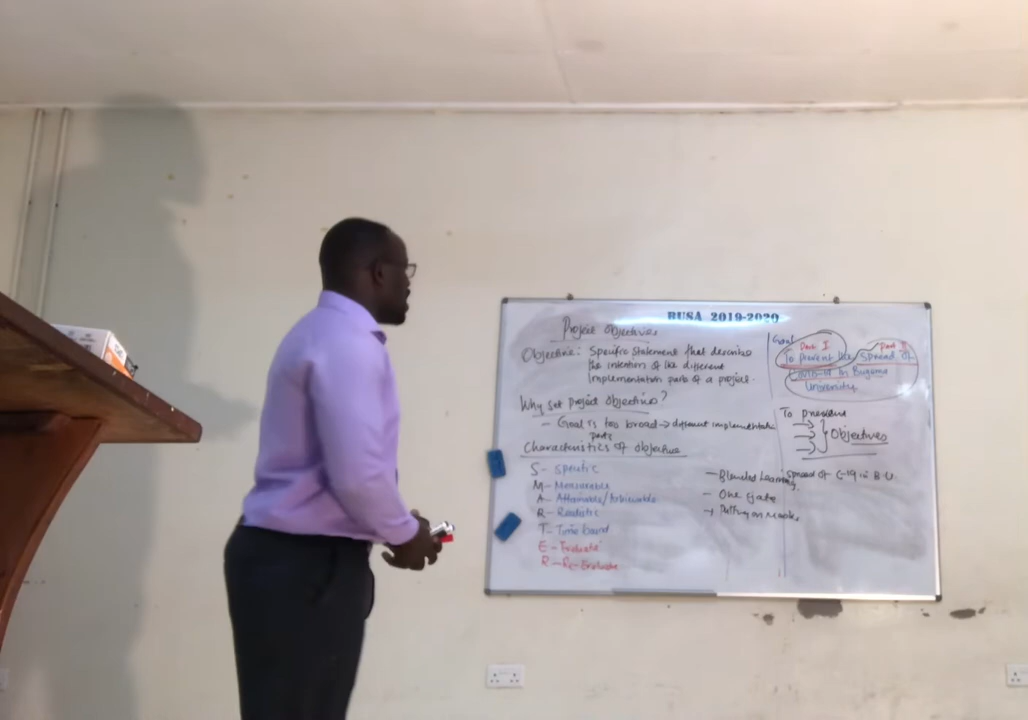 BUSA 2019-2020
Project Objectives
Objective: Specific statement that describes
the intention of the different
implementation parts of a project.
Why Set Project Objectives?
- Goal is too broad → different implementation
parts
Characteristics of objective
S - Specific
M - Measurable
A - Attainable/Achievable
R - Realistic
T - Time bound
E - Evaluate
R - Re-Evaluate
Goal
Part I
Part II
To prevent the spread of
Covid-19 in Bugema
University
To prevent
Objectives
spread of C-19 in B.U.
- Blended Learning
- One gate
- Putting on masks